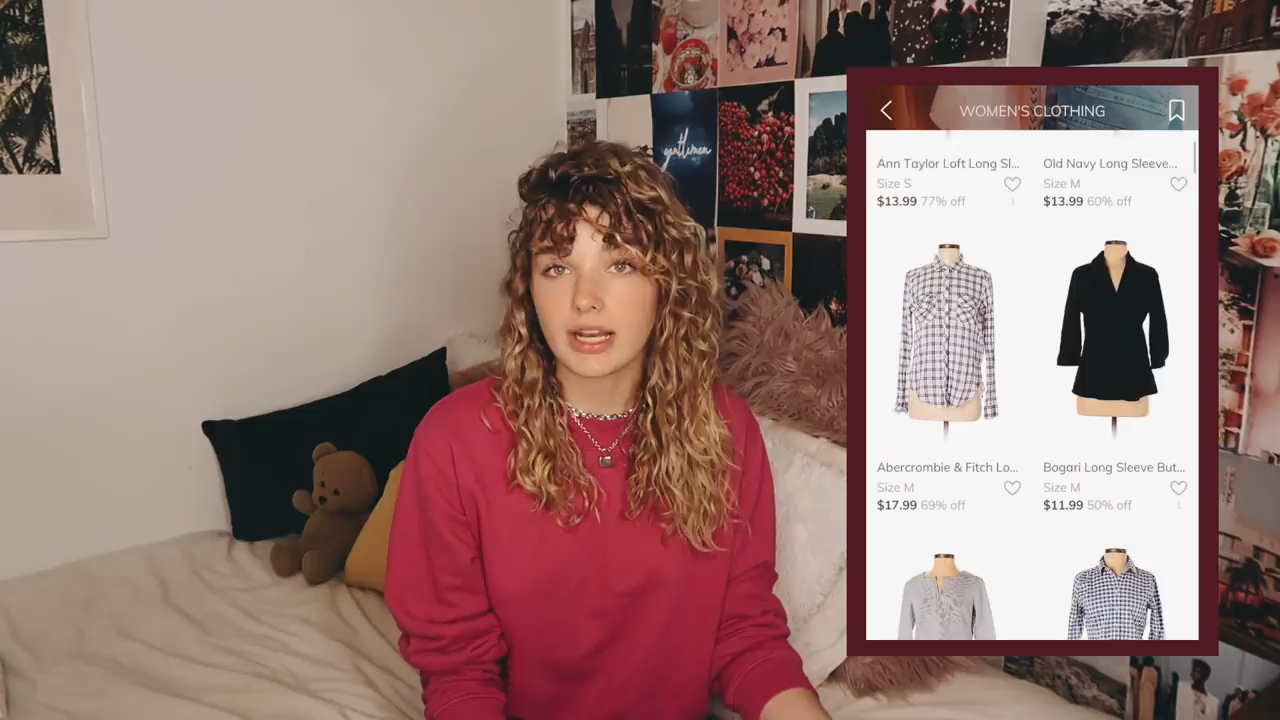 gentlemen
WOMEN'S CLOTHING
Ann Taylor Loft Long Sl...
Size S
$13.99 77% off
Old Navy Long Sleeve...
Size M
$13.99 60% off
Abercrombie & Fitch Lo...
Size M
$17.99 69% off
Bogari Long Sleeve But...
Size M
$11.99 50% off